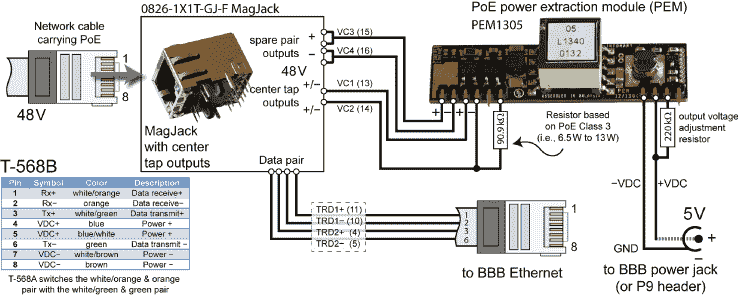 Network cable
carrying PoE
1
8
48V
0826-1X1T-GJ-F MagJack
spare pair
outputs
+
−
48V
center tap
outputs
+/−
+/−
MagJack
with center
tap outputs
Data pair
VC3 (15)
VC4 (16)
VC1 (13)
VC2 (14)
PoE power extraction module (PEM)
PEM1305
05
L1340
0132
ASSEMBLED IN MALAYSIA
+ − + −
90.9kΩ
Resistor based
on PoE Class 3
(i.e., 6.5W to 13W)
220kΩ
output voltage
adjustment
resistor
−VDC
+VDC
5V
+
−
GND
to BBB power jack
(or P9 header)
TRD1+ (11)
TRD1− (10)
TRD2+ (4)
TRD2− (5)
1
2
3
6
1
8
to BBB Ethernet
T-568B
Pin Symbol Color Description
1 Rx+ white/orange Data receive+
2 Rx− orange Data receive−
3 Tx+ white/green Data transmit+
4 VDC+ blue Power +
5 VDC+ blue/white Power +
6 Tx− green Data transmit −
7 VDC− white/brown Power −
8 VDC− brown Power −
T-568A switches the white/orange & orange
pair with the white/green & green pair